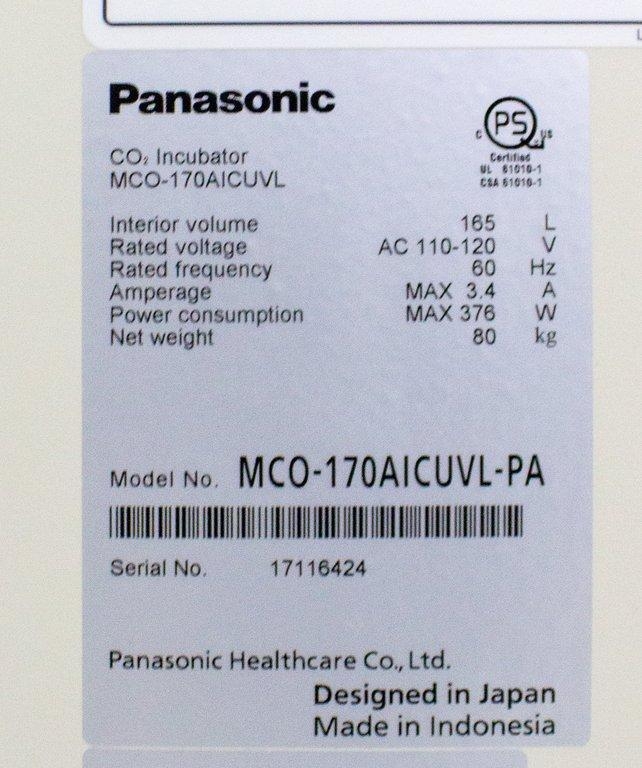 Panasonic
PS
C US
Certified
UL 61010-1
CSA 61010-1
CO₂ Incubator
MCO-170AICUVL
Interior volume 165 L
Rated voltage AC 110-120 V
Rated frequency 60 Hz
Amperage MAX 3.4 A
Power consumption MAX 376 W
Net weight 80 kg
Model No. MCO-170AICUVL-PA
Serial No. 17116424
Panasonic Healthcare Co., Ltd.
Designed in Japan
Made in Indonesia